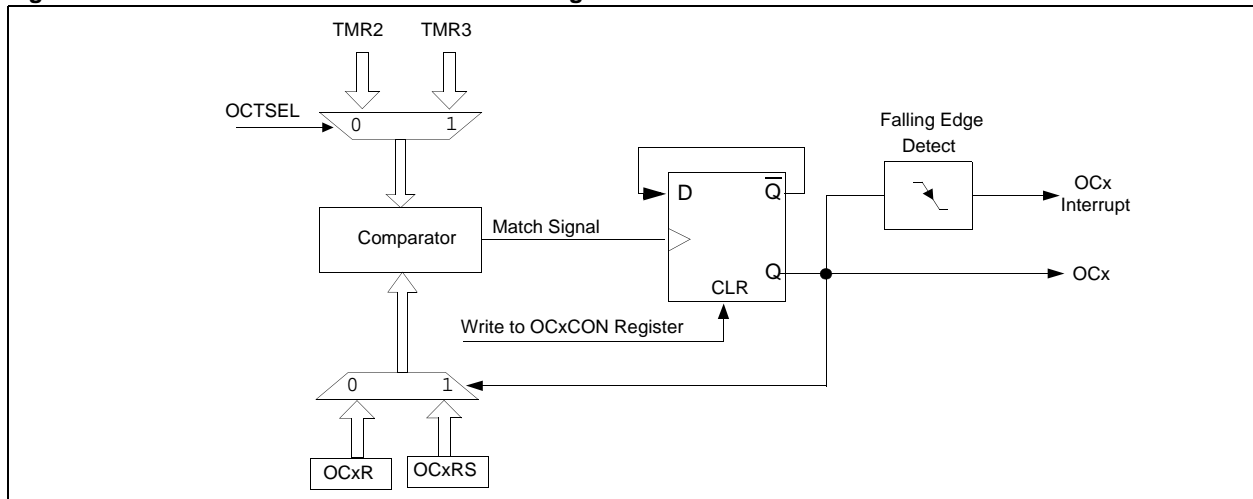 TMR2 TMR3
OCTSEL
0 1
Falling Edge
Detect
D Q
OCx
Interrupt
Comparator
Match Signal
Q
OCx
CLR
Write to OCxCON Register
0 1
OCxR
OCxRS